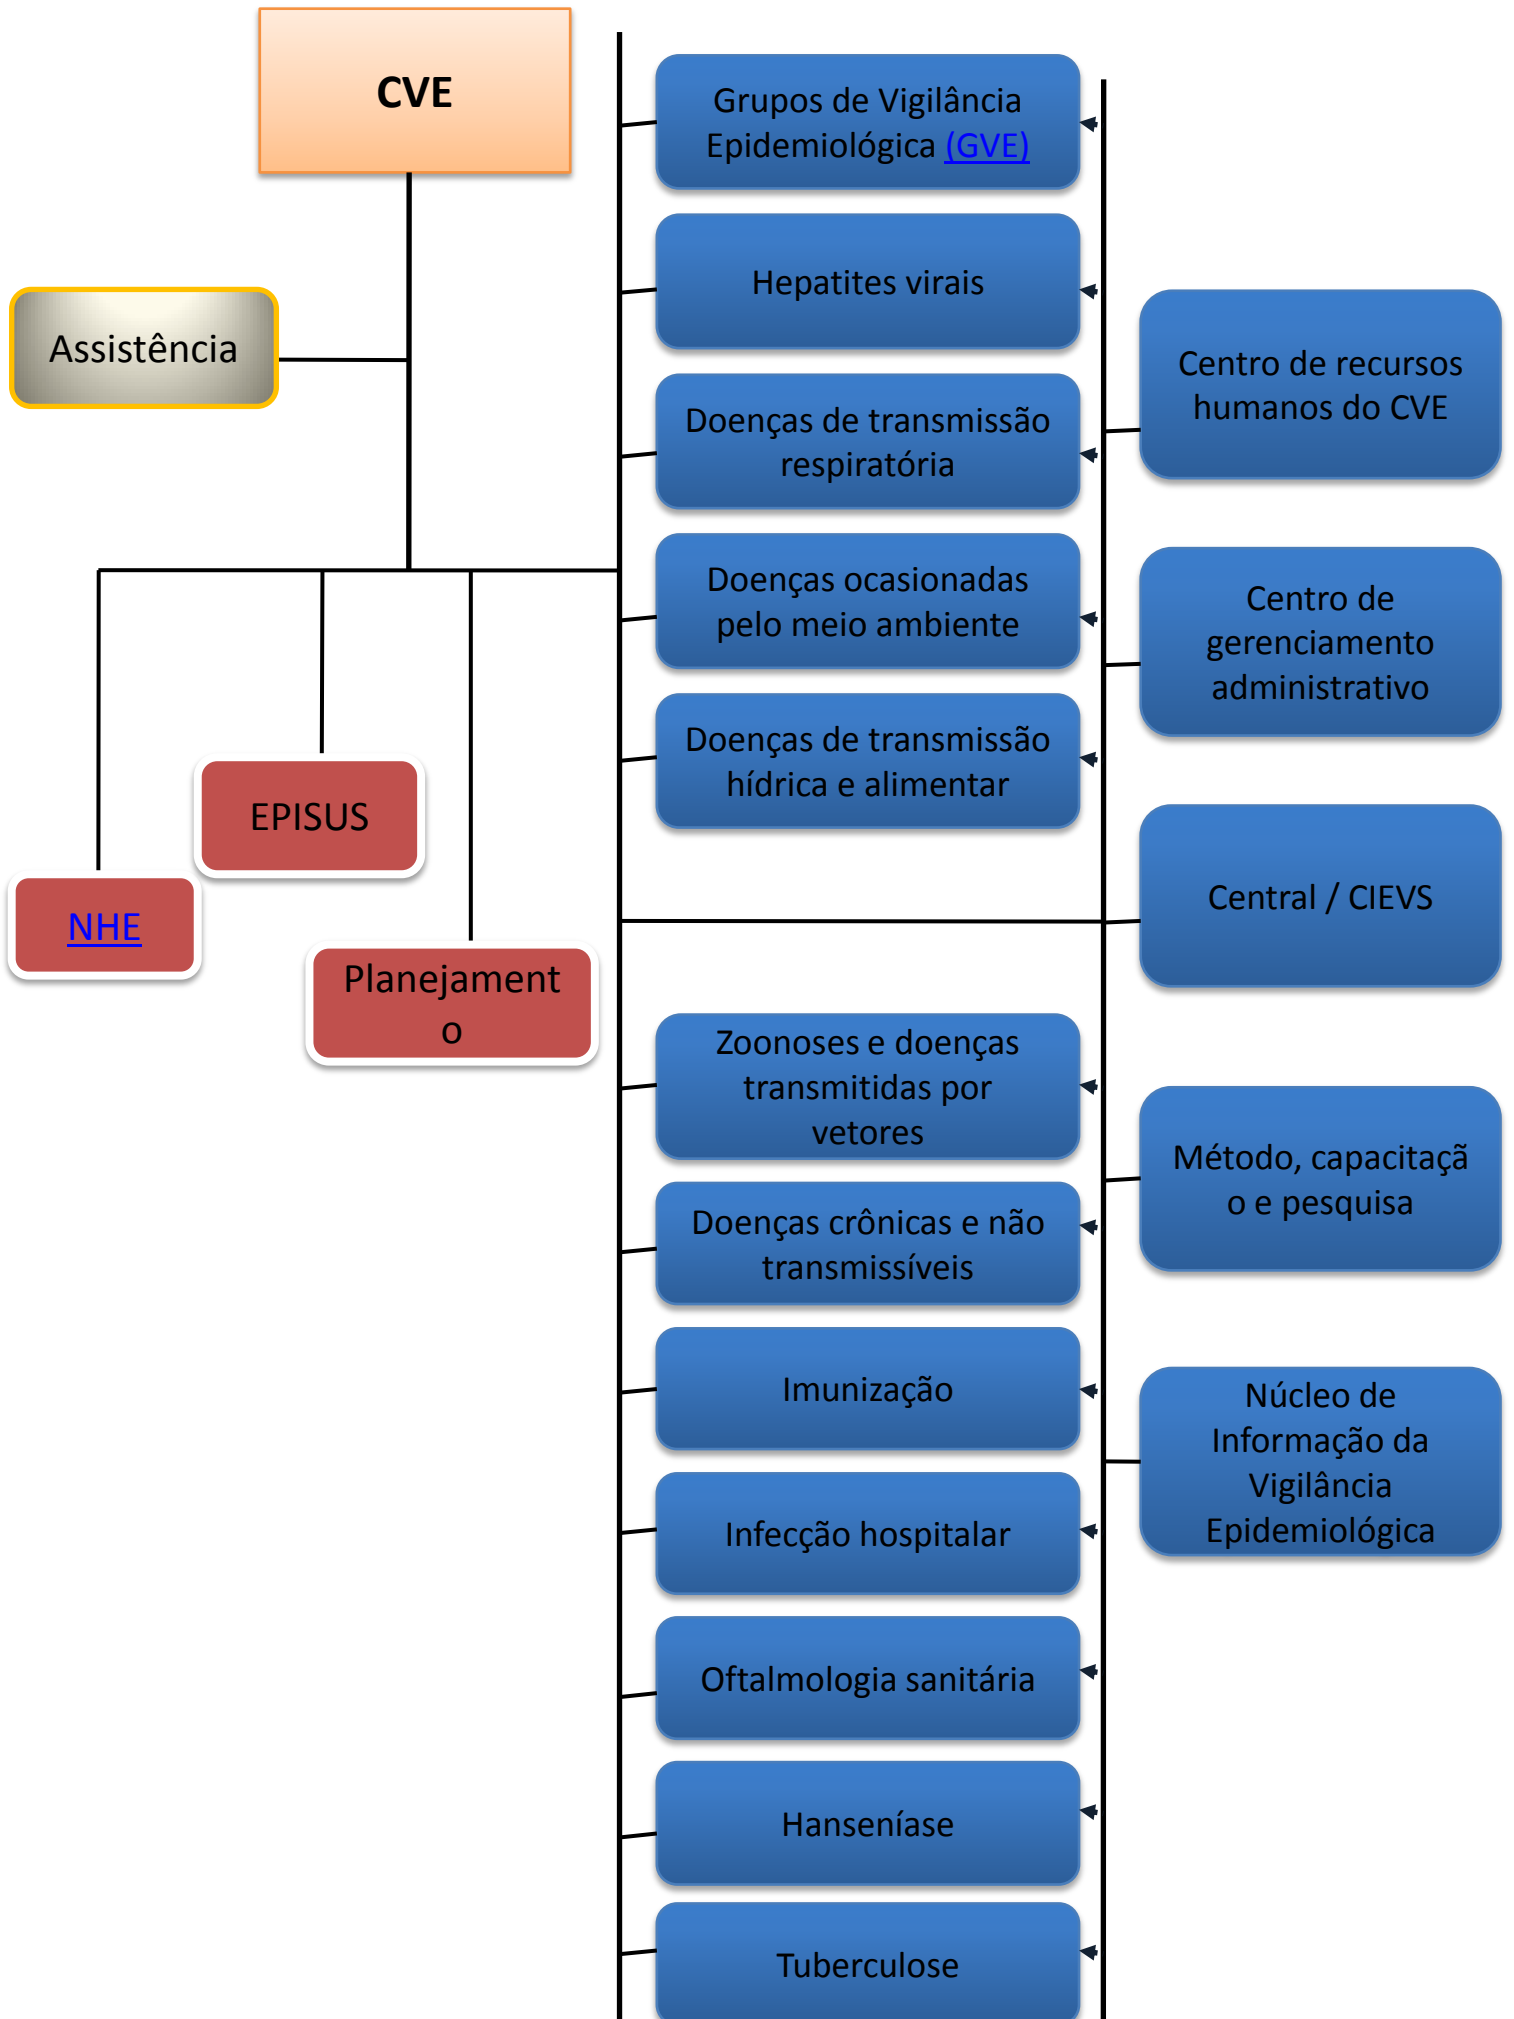 CVE
Assistência
EPISUS
NHE
Planejament
o
Grupos de Vigilância
Epidemiológica (GVE)
Hepatites virais
Doenças de transmissão
respiratória
Doenças ocasionadas
pelo meio ambiente
Doenças de transmissão
hídrica e alimentar
Zoonoses e doenças
transmitidas por
vetores
Doenças crônicas e não
transmissíveis
Imunização
Infecção hospitalar
Oftalmologia sanitária
Hanseníase
Tuberculose
Centro de recursos
humanos do CVE
Centro de
gerenciamento
administrativo
Central / CIEVS
Método, capacitaçã
o e pesquisa
Núcleo de
Informação da
Vigilância
Epidemiológica